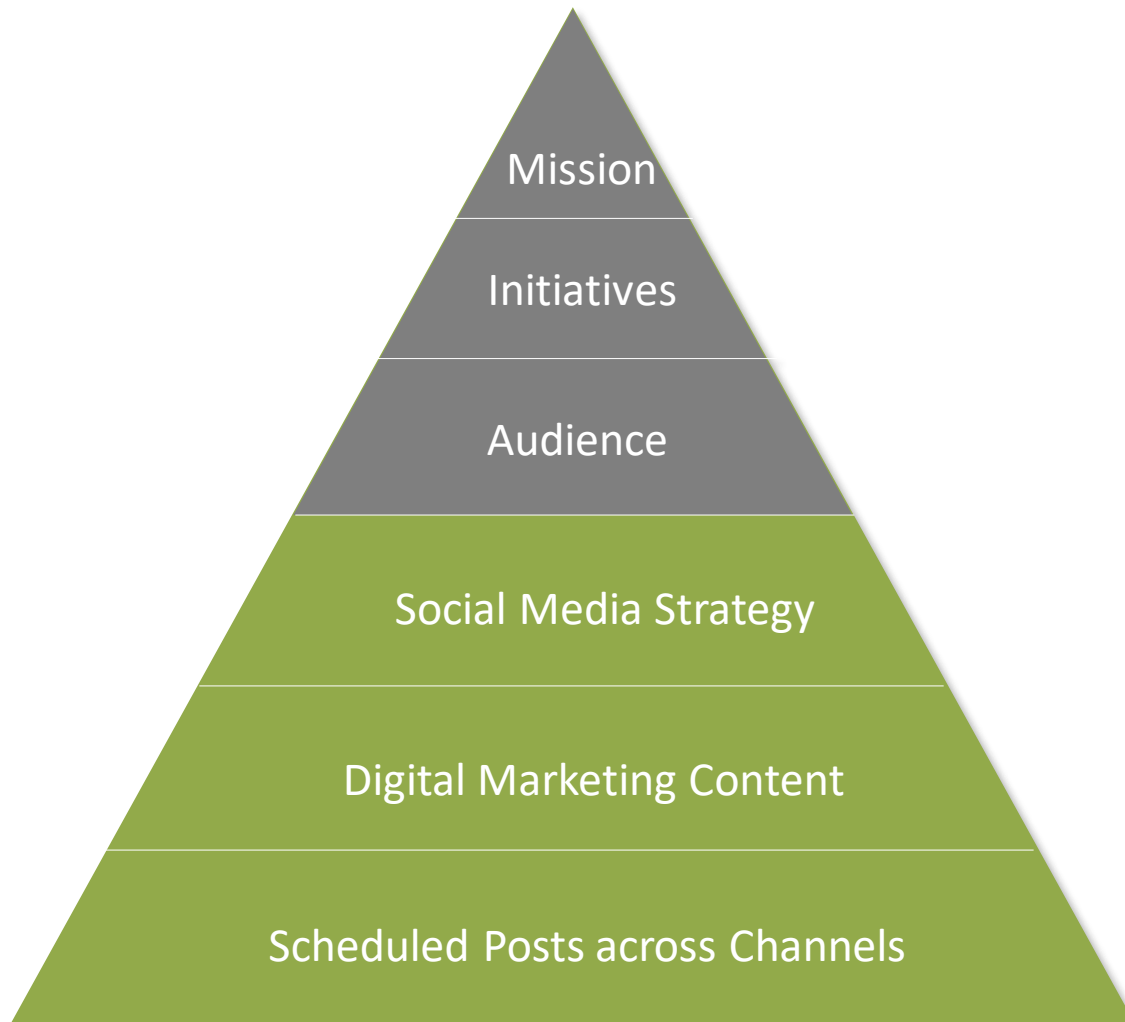 Mission
Initiatives
Audience
Social Media Strategy
Digital Marketing Content
Scheduled Posts across Channels